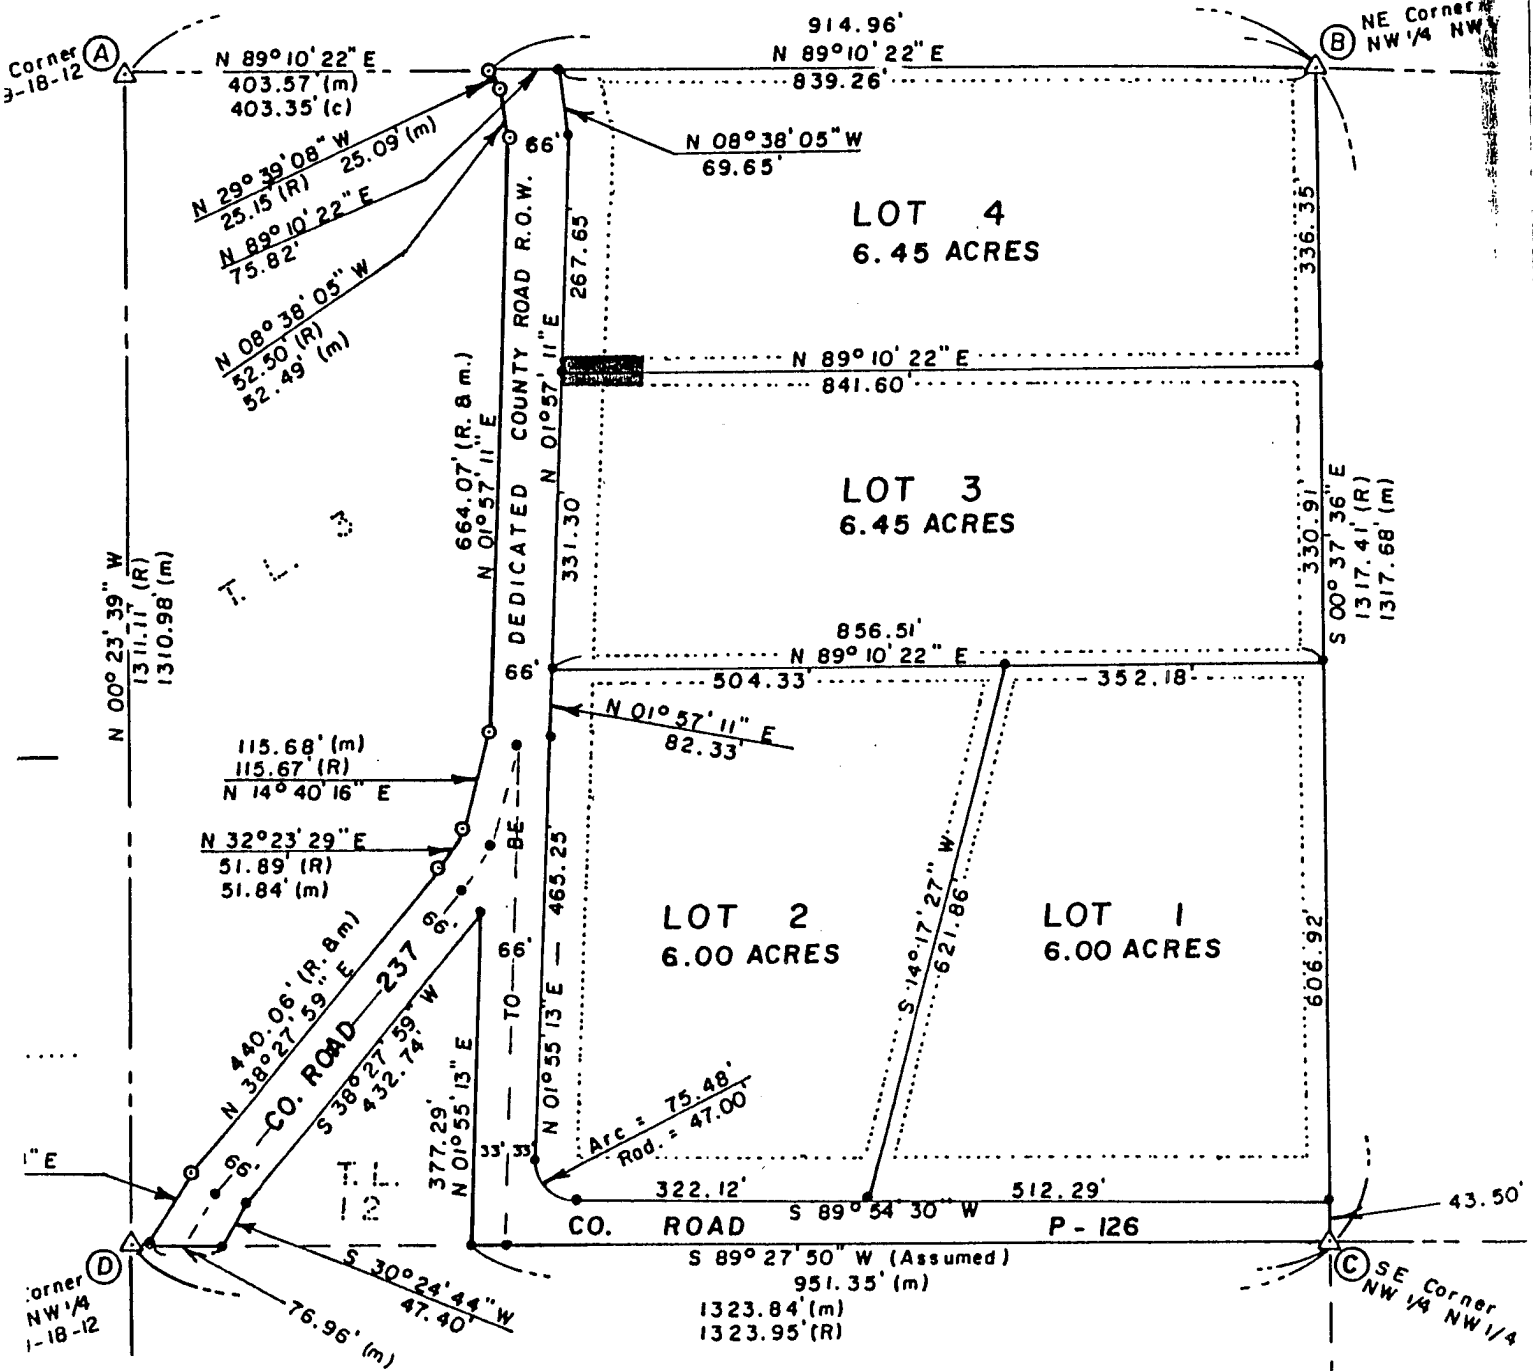 914.96'
NE Corner
NW 1/4 NW
B
Corner
A
9-18-12
N 89° 10' 22" E
403.57' (m)
403.35' (c)
N 89° 10' 22" E
839.26'
N 29° 39' 08" W
25.15' (R) 25.09' (m)
N 89° 10' 22" E
75.82'
N 08° 38' 05" W
52.50' (R)
52.49' (m)
66'
N 08° 38' 05" W
69.65'
LOT 4
6.45 ACRES
267.65'
336.35'
N 01° 57' 11" E
N 89° 10' 22" E
841.60'
664.07' (R. & m.)
N 01° 57' 11" E
DEDICATED COUNTY ROAD R.O.W.
331.30'
LOT 3
6.45 ACRES
330.91'
S 00° 37' 36" E
1317.41' (R)
1317.68' (m)
T. L. 3
N 00° 23' 39" W
1311.11' (R)
1310.98' (m)
856.51'
N 89° 10' 22" E
504.33'
352.18'
66'
N 01° 57' 11" E
82.33'
115.68' (m)
115.67' (R)
N 14° 40' 16" E
N 32° 23' 29" E
51.89' (R)
51.84' (m)
TO BE
N 01° 55' 13" E 465.25'
LOT 2
6.00 ACRES
S 14° 17' 27" W
621.86'
LOT 1
6.00 ACRES
606.92'
66'
66'
440.06' (R. & m)
N 38° 27' 59" E
CO. ROAD 237
S 38° 27' 59" W
432.74'
377.29'
N 01° 55' 13" E
33' 33'
Arc = 75.48'
Rad. = 47.00'
" E
66'
T. L.
12
322.12'
S 89° 54' 30" W
512.29'
43.50'
CO. ROAD P-126
S 89° 27' 50" W (Assumed)
951.35' (m)
1323.84' (m)
1323.95' (R)
D
orner
NW 1/4
1-18-12
S 30° 24' 44" W
47.40'
76.96' (m)
C
SE Corner
NW 1/4 NW 1/4